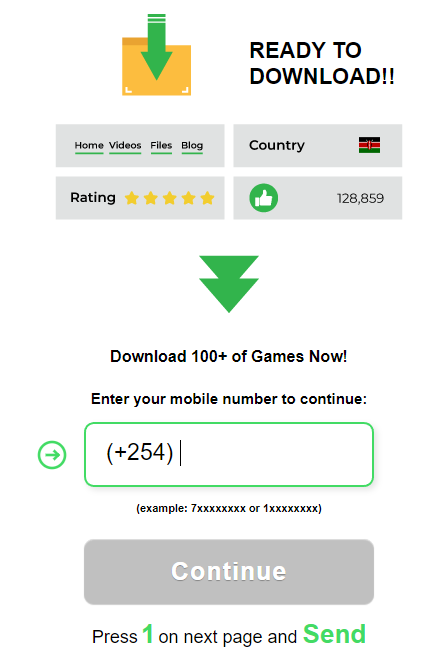 READY TO
DOWNLOAD!!
Home Videos Files Blog
Country
Rating
128,859
Download 100+ of Games Now!
Enter your mobile number to continue:
(+254)
(example: 7xxxxxxxx or 1xxxxxxxx)
Continue
Press 1 on next page and Send